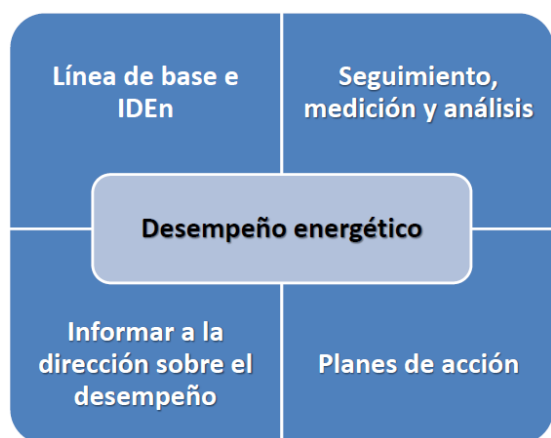 Línea de base e
IDEn
Seguimiento,
medición y análisis
Desempeño energético
Informar a la
dirección sobre el
desempeño
Planes de acción